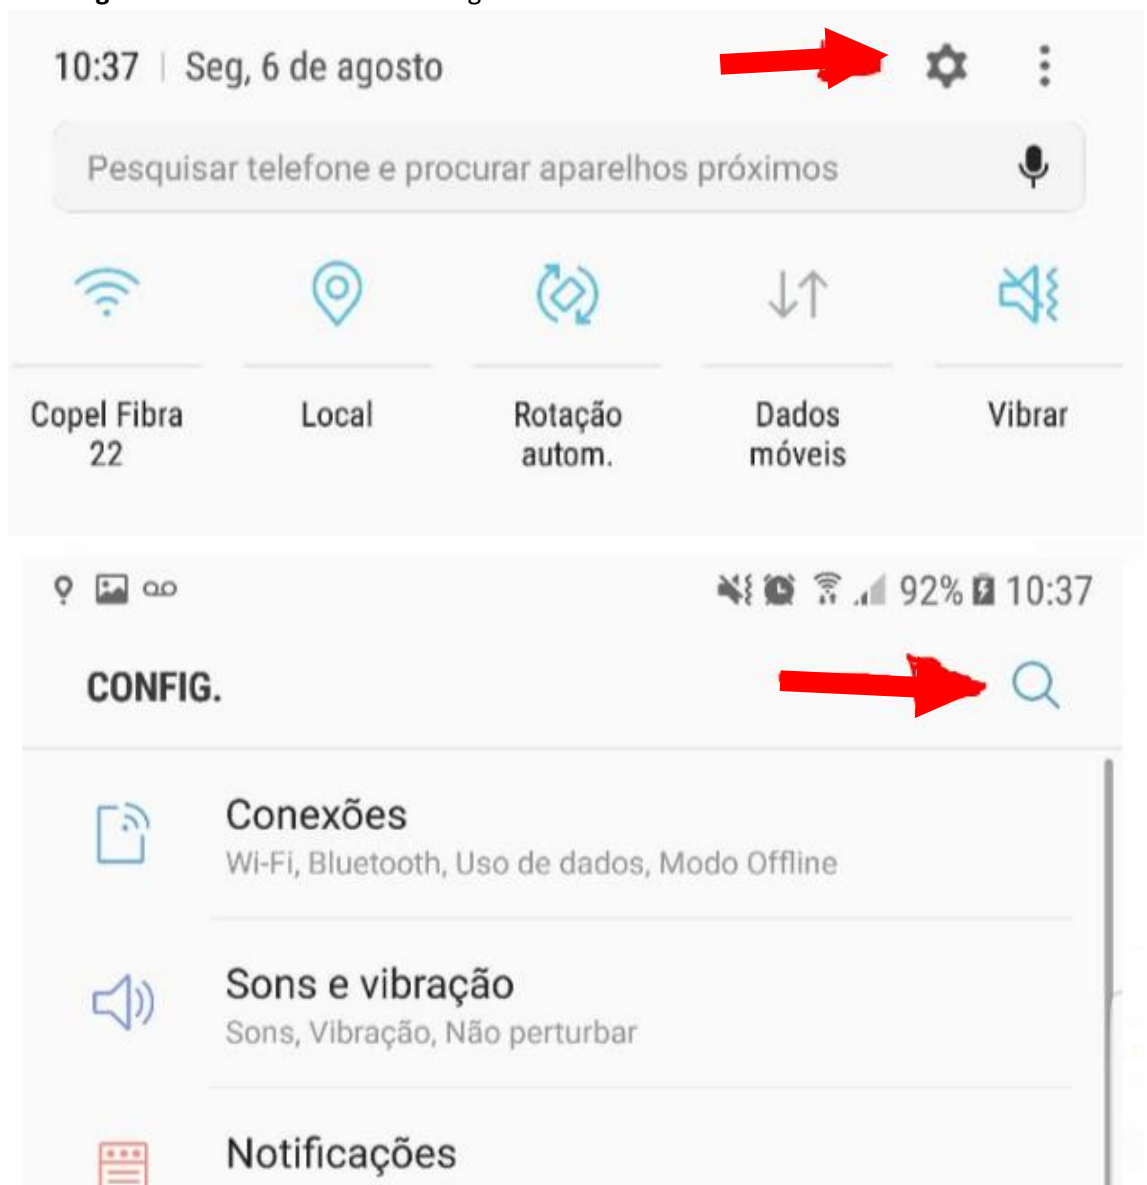 10:37 | Seg, 6 de agosto
Pesquisar telefone e procurar aparelhos próximos
Copel Fibra 22
Local
Rotação autom.
Dados móveis
Vibrar
92% 10:37
CONFIG.
Conexões
Wi-Fi, Bluetooth, Uso de dados, Modo Offline
Sons e vibração
Sons, Vibração, Não perturbar
Notificações